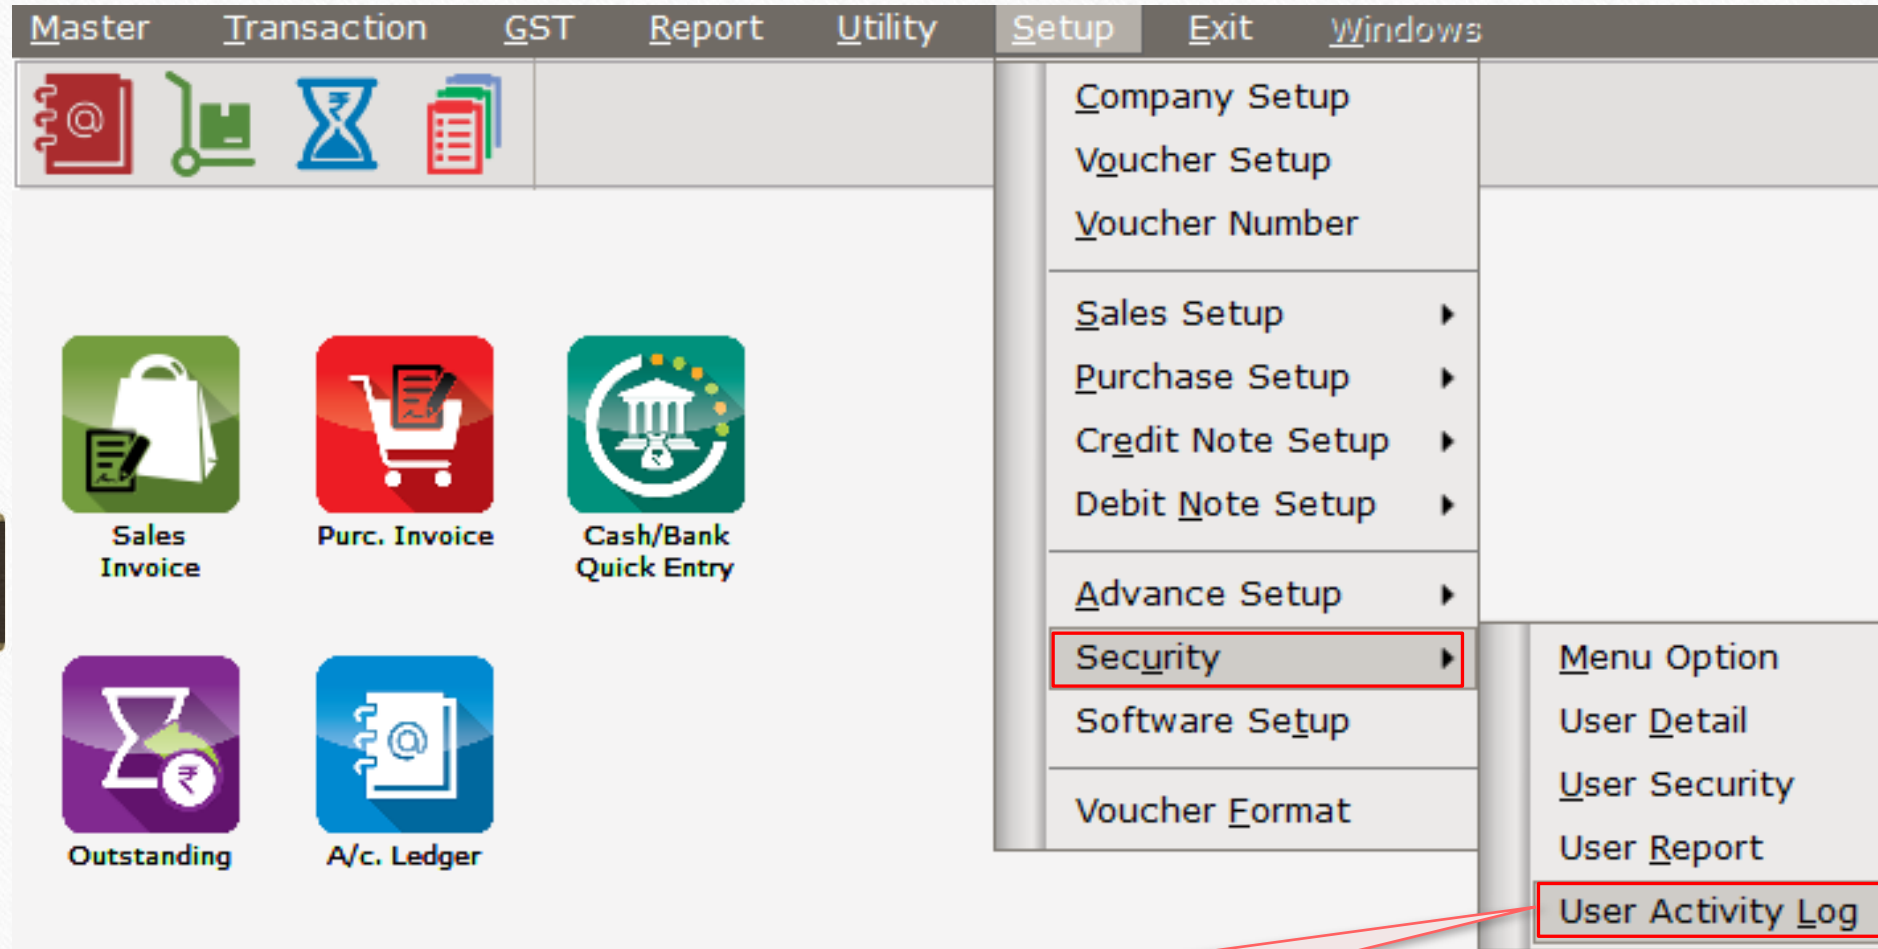 Master Transaction GST Report Utility Setup Exit Windows
Company Setup
Voucher Setup
Voucher Number
Sales Setup
Purchase Setup
Credit Note Setup
Debit Note Setup
Advance Setup
Security
Software Setup
Voucher Format
Menu Option
User Detail
User Security
User Report
User Activity Log
Sales
Invoice
Purc. Invoice
Cash/Bank
Quick Entry
Outstanding
A/c. Ledger